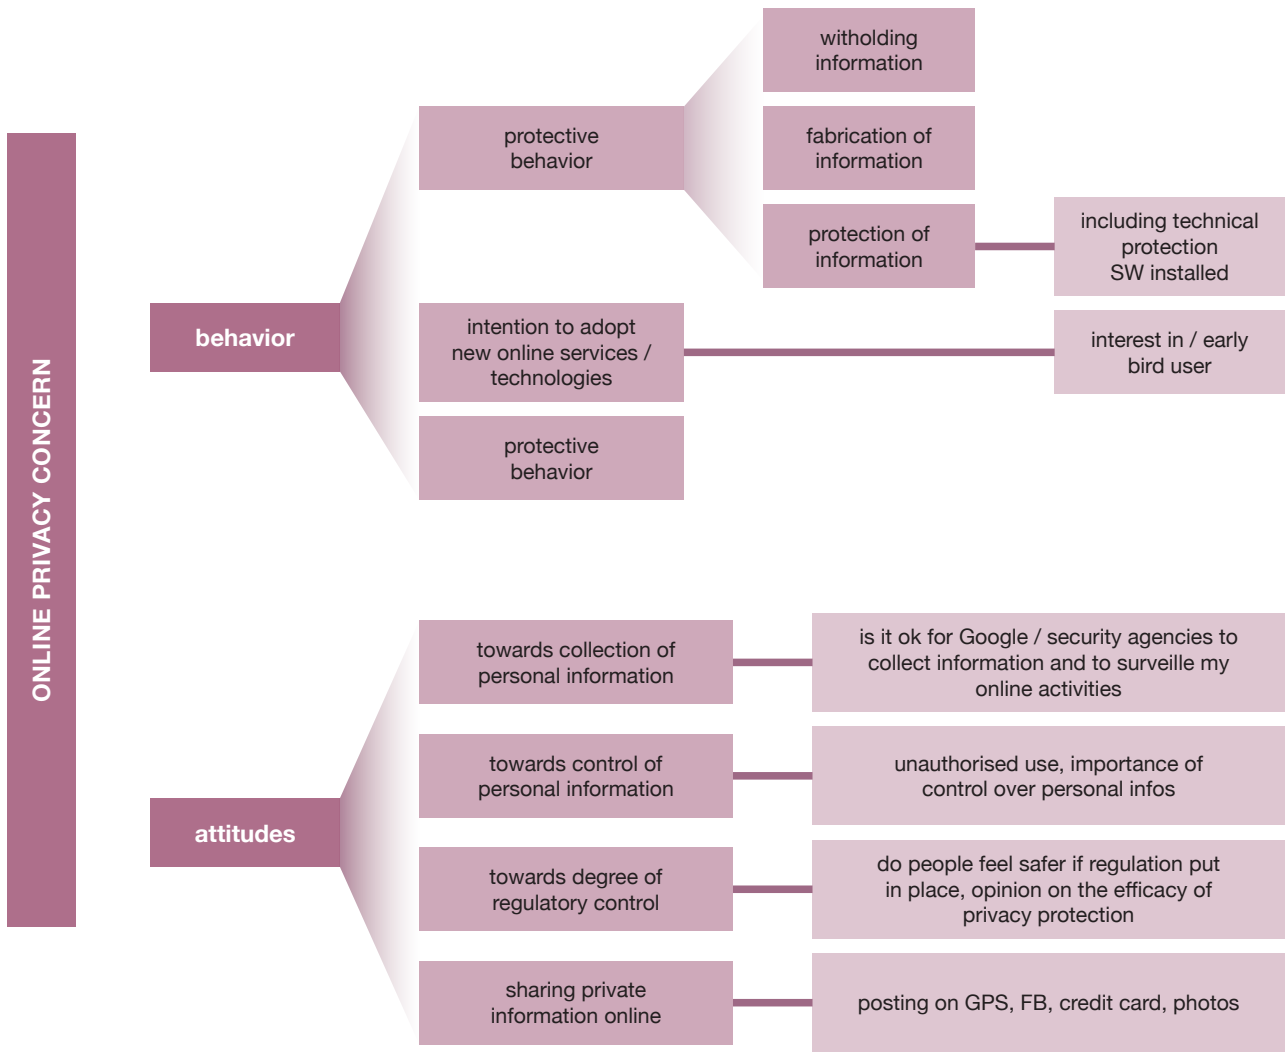 ONLINE PRIVACY CONCERN
behavior
protective
behavior
witholding
information
fabrication of
information
protection of
information
including technical
protection
SW installed
intention to adopt
new online services /
technologies
interest in / early
bird user
protective
behavior
attitudes
towards collection of
personal information
is it ok for Google / security agencies to
collect information and to surveille my
online activities
towards control of
personal information
unauthorised use, importance of
control over personal infos
towards degree of
regulatory control
do people feel safer if regulation put
in place, opinion on the efficacy of
privacy protection
sharing private
information online
posting on GPS, FB, credit card, photos